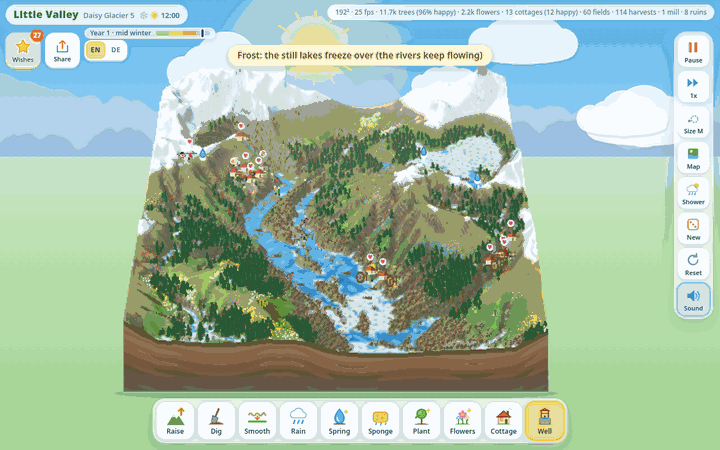 Little Valley Daisy Glacier 5 12:00
192² · 25 fps · 11.7k trees (96% happy) · 2.2k flowers · 13 cottages (12 happy) · 60 fields · 114 harvests · 1 mill · 8 ruins
Year 1 · mid winter
27
Wishes
Share
EN DE
Frost: the still lakes freeze over (the rivers keep flowing)
Pause
1x
Size M
Map
Shower
New
Reset
Sound
Raise Dig Smooth Rain Spring Sponge Plant Flowers Cottage Well